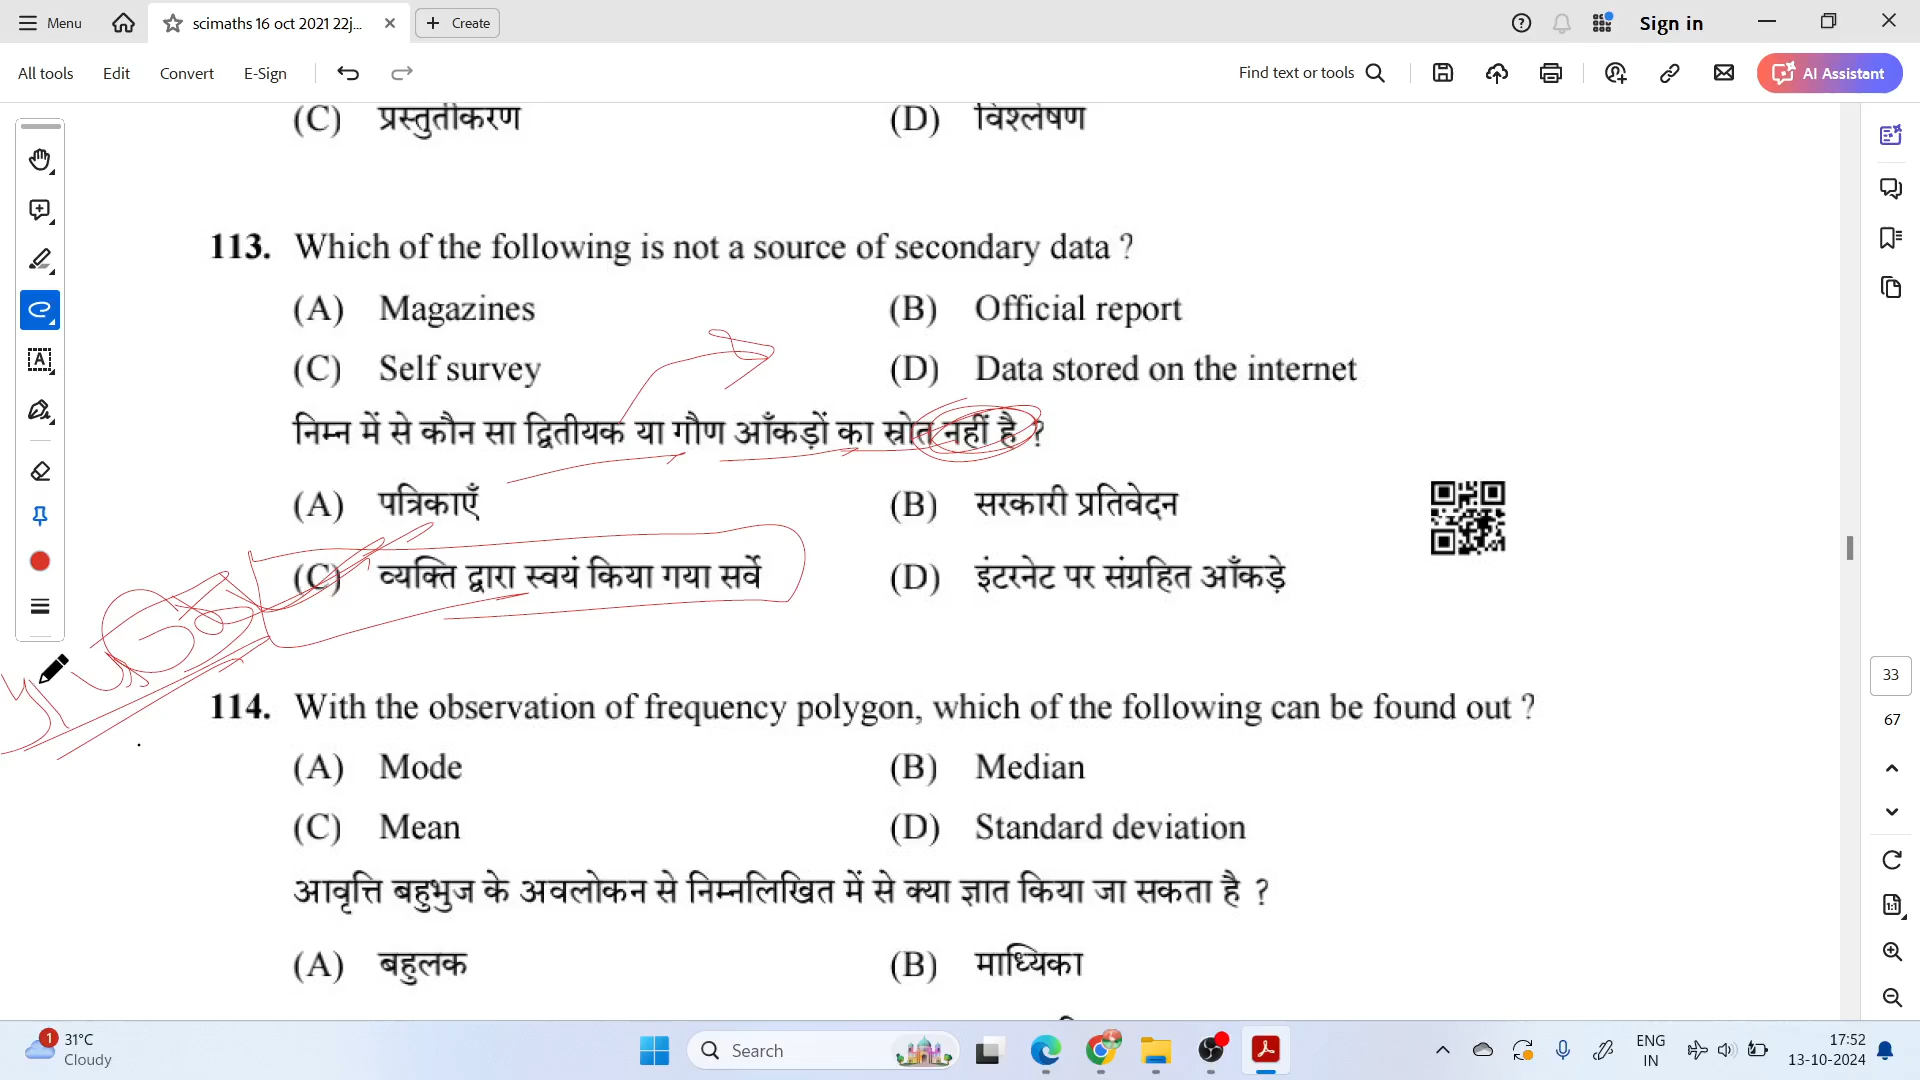 Menu scimaths 16 oct 2021 22j... Create Sign in
All tools Edit Convert E-Sign Find text or tools AI Assistant
(C) प्रस्तुतीकरण (D) विश्लेषण
113. Which of the following is not a source of secondary data ?
(A) Magazines (B) Official report
(C) Self survey (D) Data stored on the internet
निम्न में से कौन सा द्वितीयक या गौण आँकड़ों का स्रोत नहीं है ?
(A) पत्रिकाएँ (B) सरकारी प्रतिवेदन
(C) व्यक्ति द्वारा स्वयं किया गया सर्वे (D) इंटरनेट पर संग्रहित आँकड़े
114. With the observation of frequency polygon, which of the following can be found out ?
(A) Mode (B) Median
(C) Mean (D) Standard deviation
आवृत्ति बहुभुज के अवलोकन से निम्नलिखित में से क्या ज्ञात किया जा सकता है ?
(A) बहुलक (B) माध्यिका
33
67
1 31°C
Cloudy
Search
ENG
IN
17:52
13-10-2024